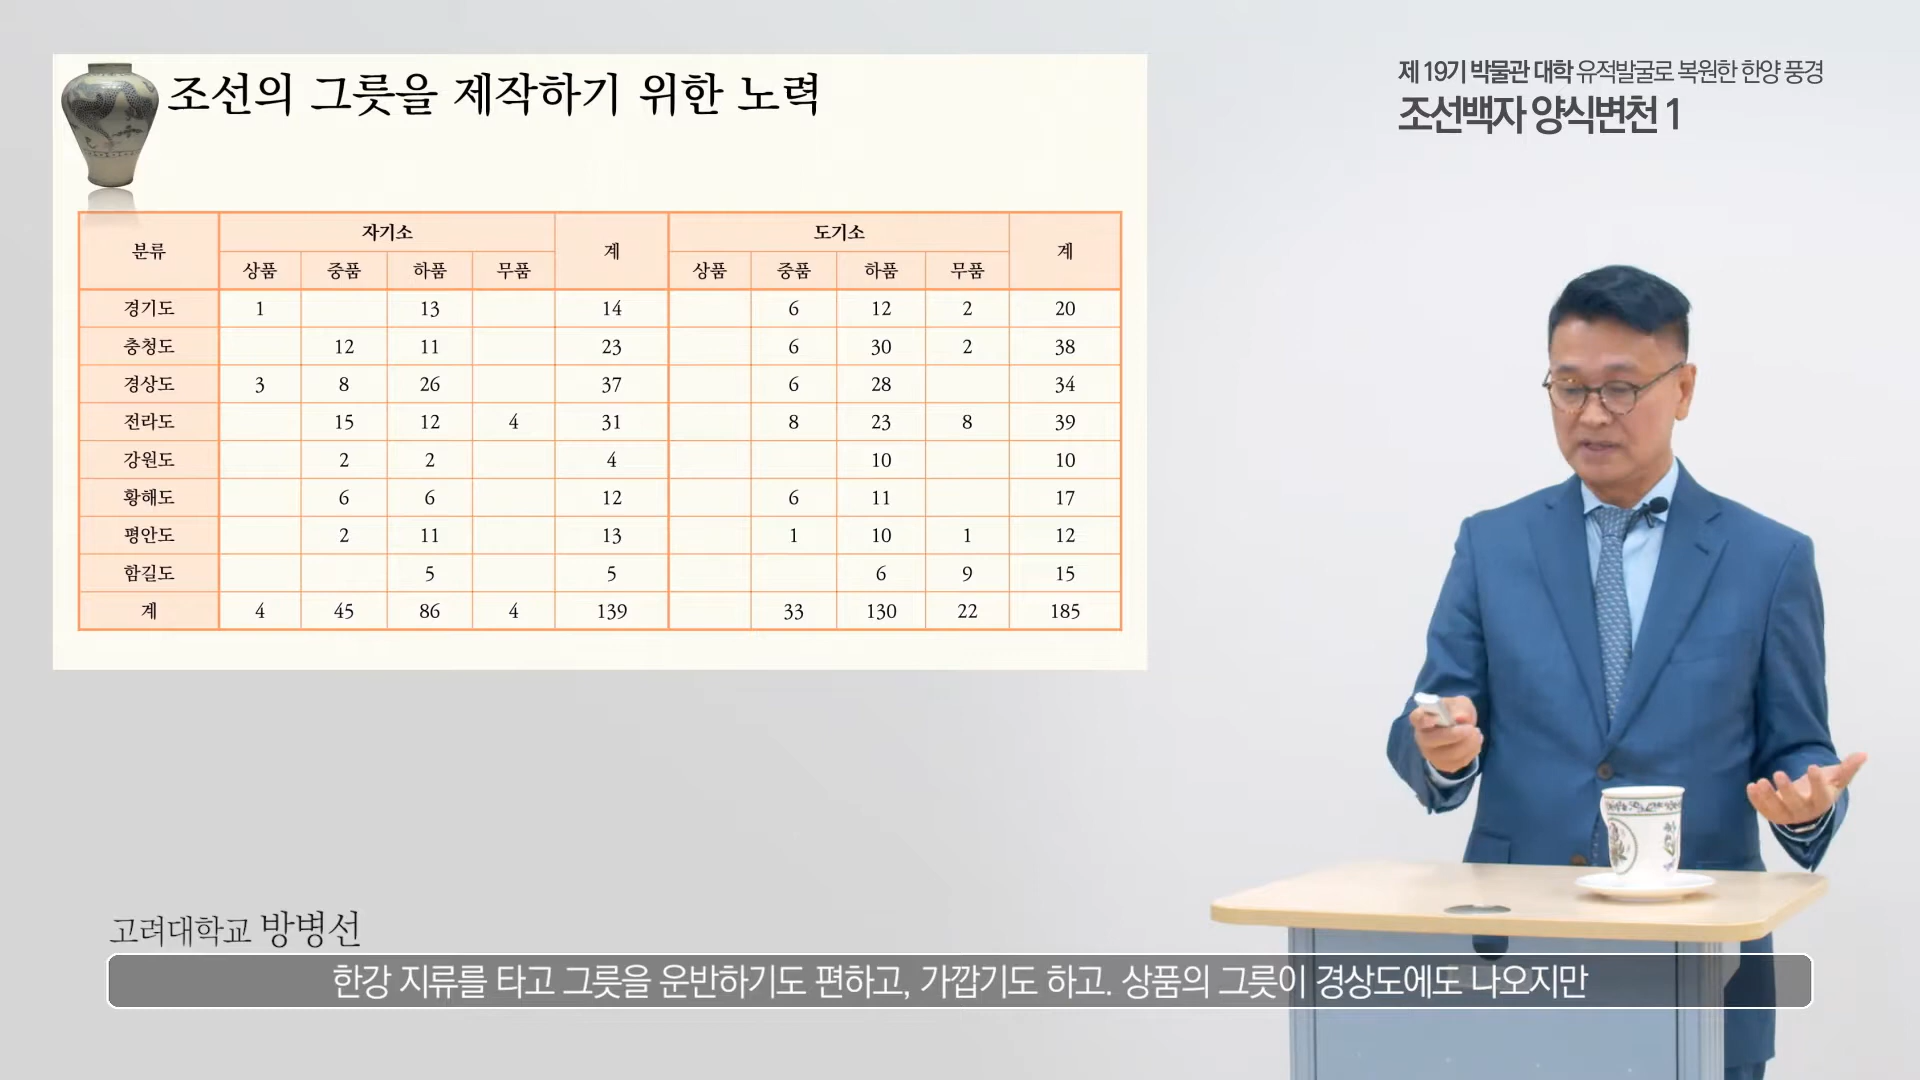 조선의 그릇을 제작하기 위한 노력
제 19기 박물관 대학 유적발굴로 복원한 한양 풍경
조선백자 양식변천 1
분류 자기소 계 도기소 계
상품 중품 하품 무품 상품 중품 하품 무품
경기도 1 13 14 6 12 2 20
충청도 12 11 23 6 30 2 38
경상도 3 8 26 37 6 28 34
전라도 15 12 4 31 8 23 8 39
강원도 2 2 4 10 10
황해도 6 6 12 6 11 17
평안도 2 11 13 1 10 1 12
함길도 5 5 6 9 15
계 4 45 86 4 139 33 130 22 185
고려대학교 방병선
한강 지류를 타고 그릇을 운반하기도 편하고, 가깝기도 하고. 상품의 그릇이 경상도에도 나오지만